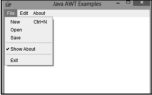 Java AWT Examples
File Edit About
New Ctrl+N
Open
Save
Show About
Exit